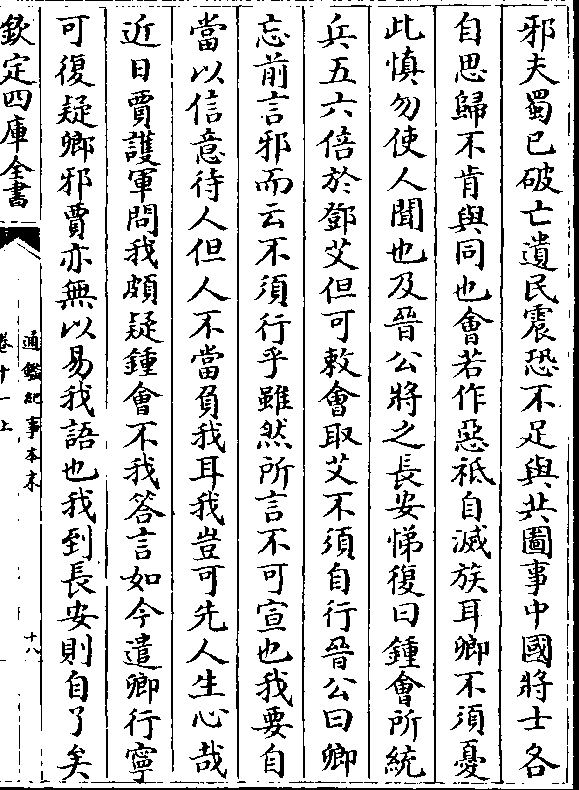 邪夫蜀已破亡遺民震恐不足與共圖事中國將士各
自思歸不肯與同也會若作惡祗自滅族耳卿不須憂
此慎勿使人聞也及晉公將之長安悌復曰鍾會所統
兵五六倍於鄧艾但可敕會取艾不須自行晉公曰卿
忘前言邪而云不須行乎雖然所言不可宣也我要自
當以信意待人但人不當負我耳我豈可先人生心哉
近日賈護軍問我頗疑鍾會不我答言如今遣卿行寧
可復疑卿邪賈亦無以易我語也我到長安則自了矣
欽定四庫全書
通鑑紀事本末
卷十一上
十八